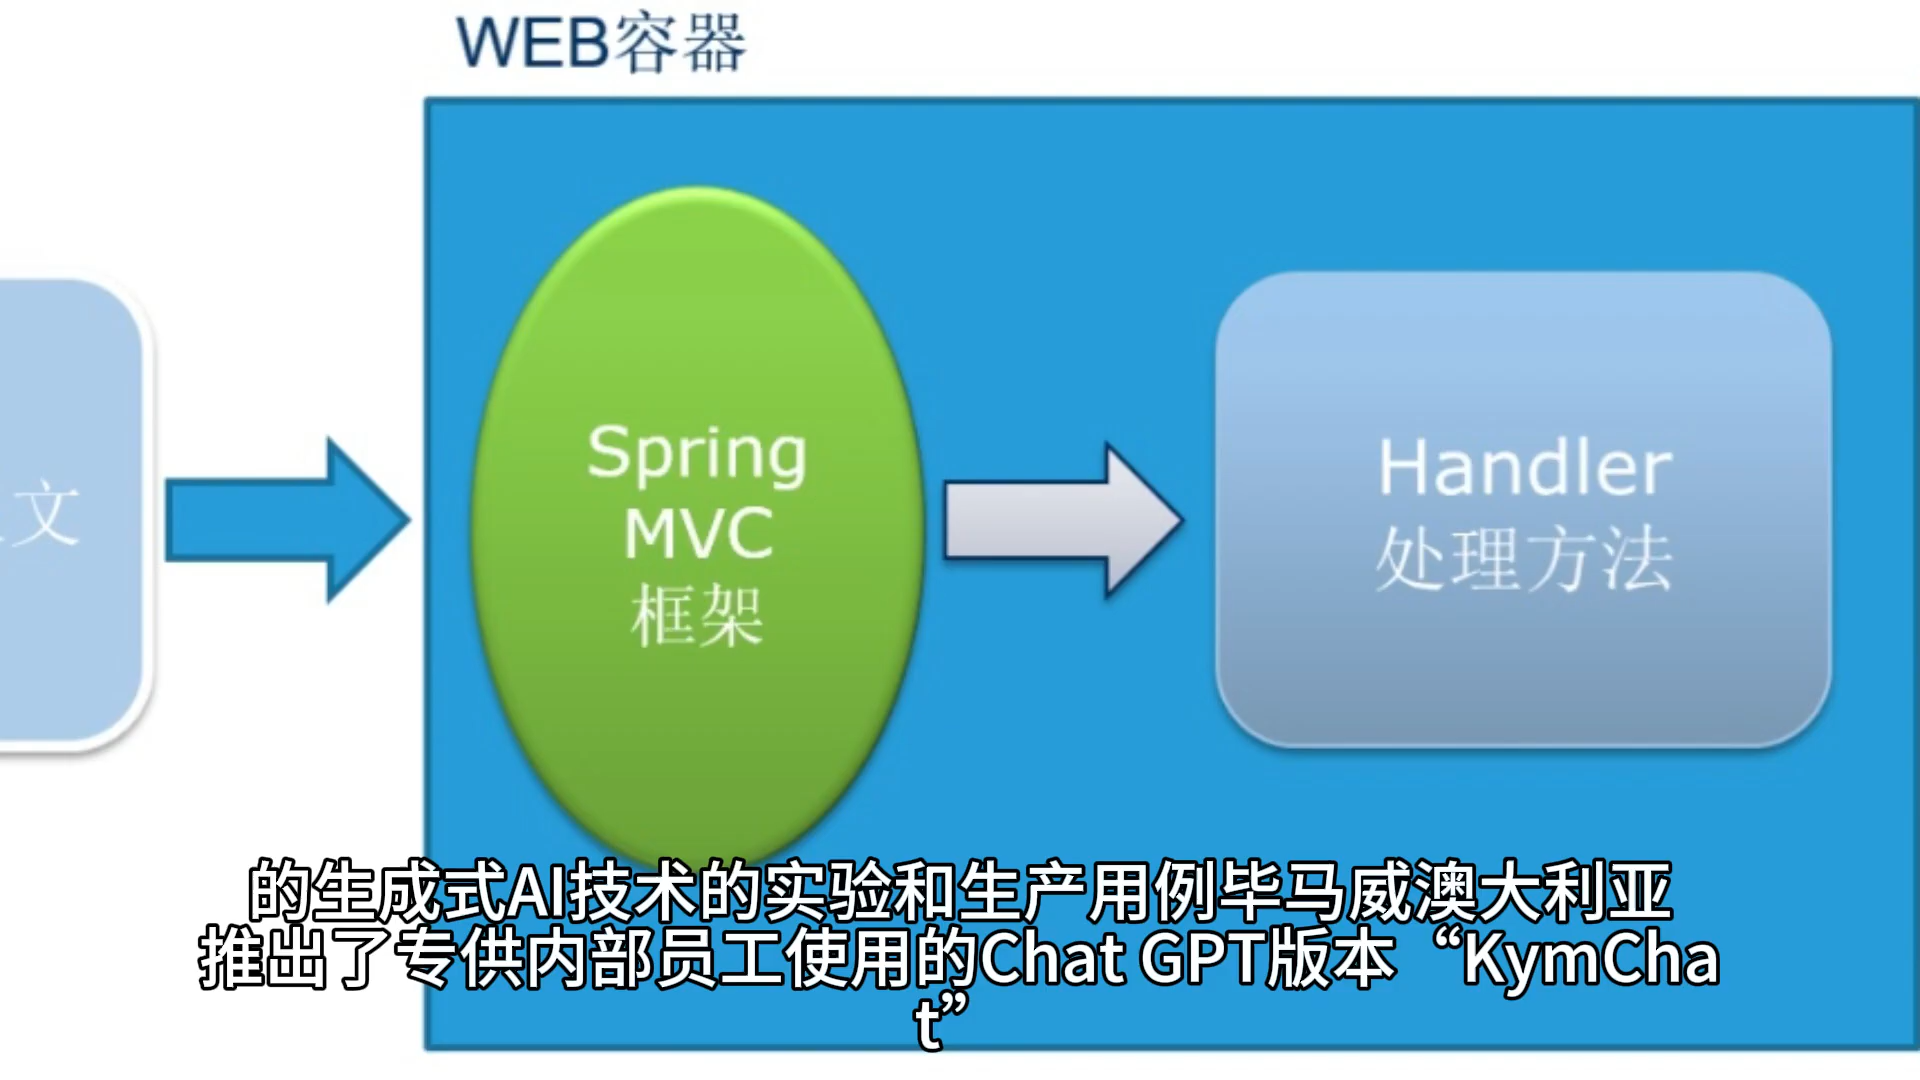 WEB容器
文
Spring
MVC
框架
Handler
处理方法
的生成式AI技术的实验和生产用例毕马威澳大利亚
推出了专供内部员工使用的Chat GPT版本“KymCha
t”